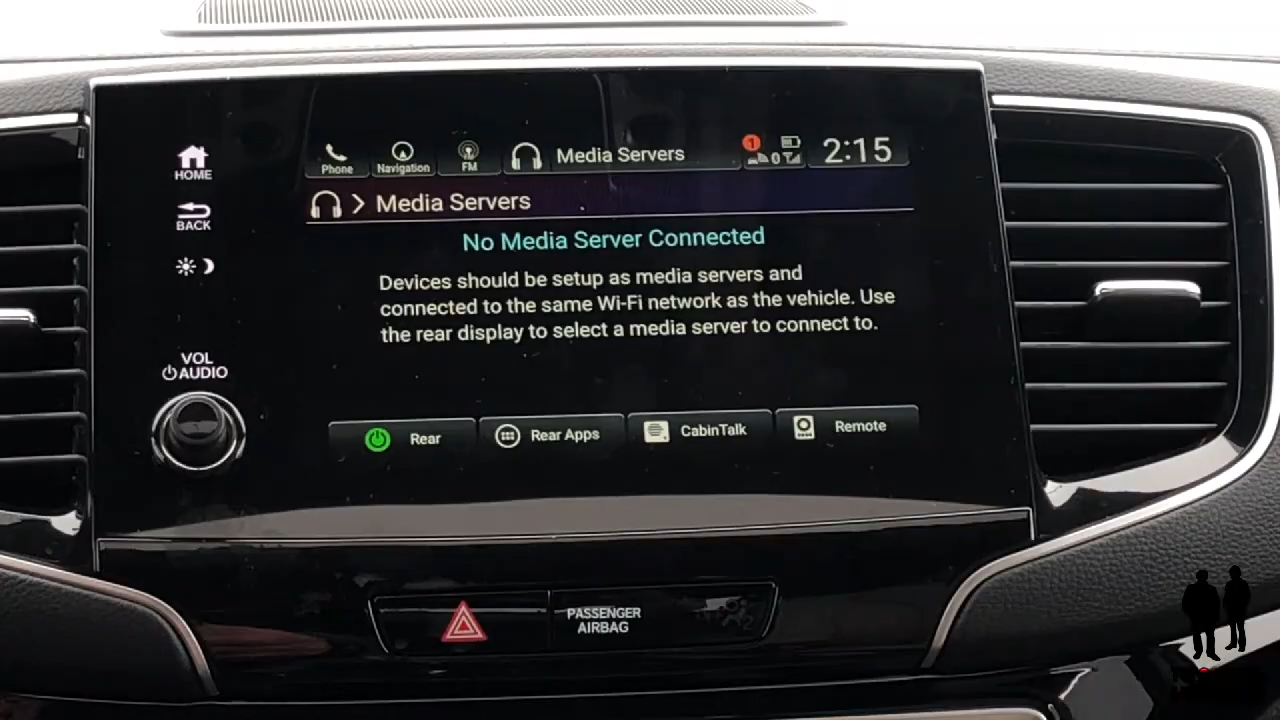 HOME
BACK
VOL
AUDIO
Phone
Navigation
FM
Media Servers
1
0
2:15
Media Servers
No Media Server Connected
Devices should be setup as media servers and
connected to the same Wi-Fi network as the vehicle. Use
the rear display to select a media server to connect to.
Rear
Rear Apps
CabinTalk
Remote
PASSENGER
AIRBAG